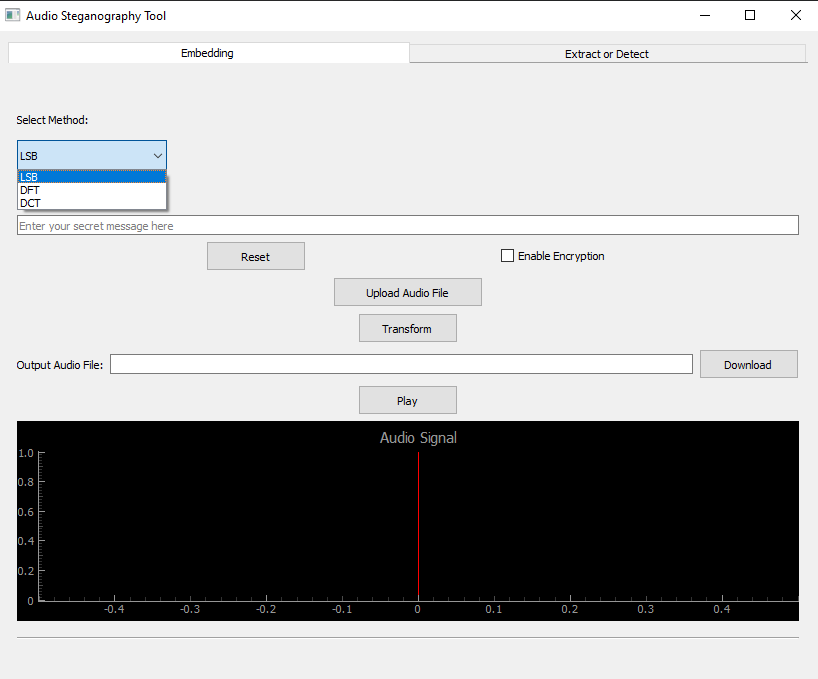 Audio Steganography Tool
Embedding
Extract or Detect
Select Method:
LSB
LSB
DFT
DCT
Enter your secret message here
Reset
Enable Encryption
Upload Audio File
Transform
Output Audio File:
Download
Play
Audio Signal
1.0
0.8
0.6
0.4
0.2
0
-0.4 -0.3 -0.2 -0.1 0 0.1 0.2 0.3 0.4